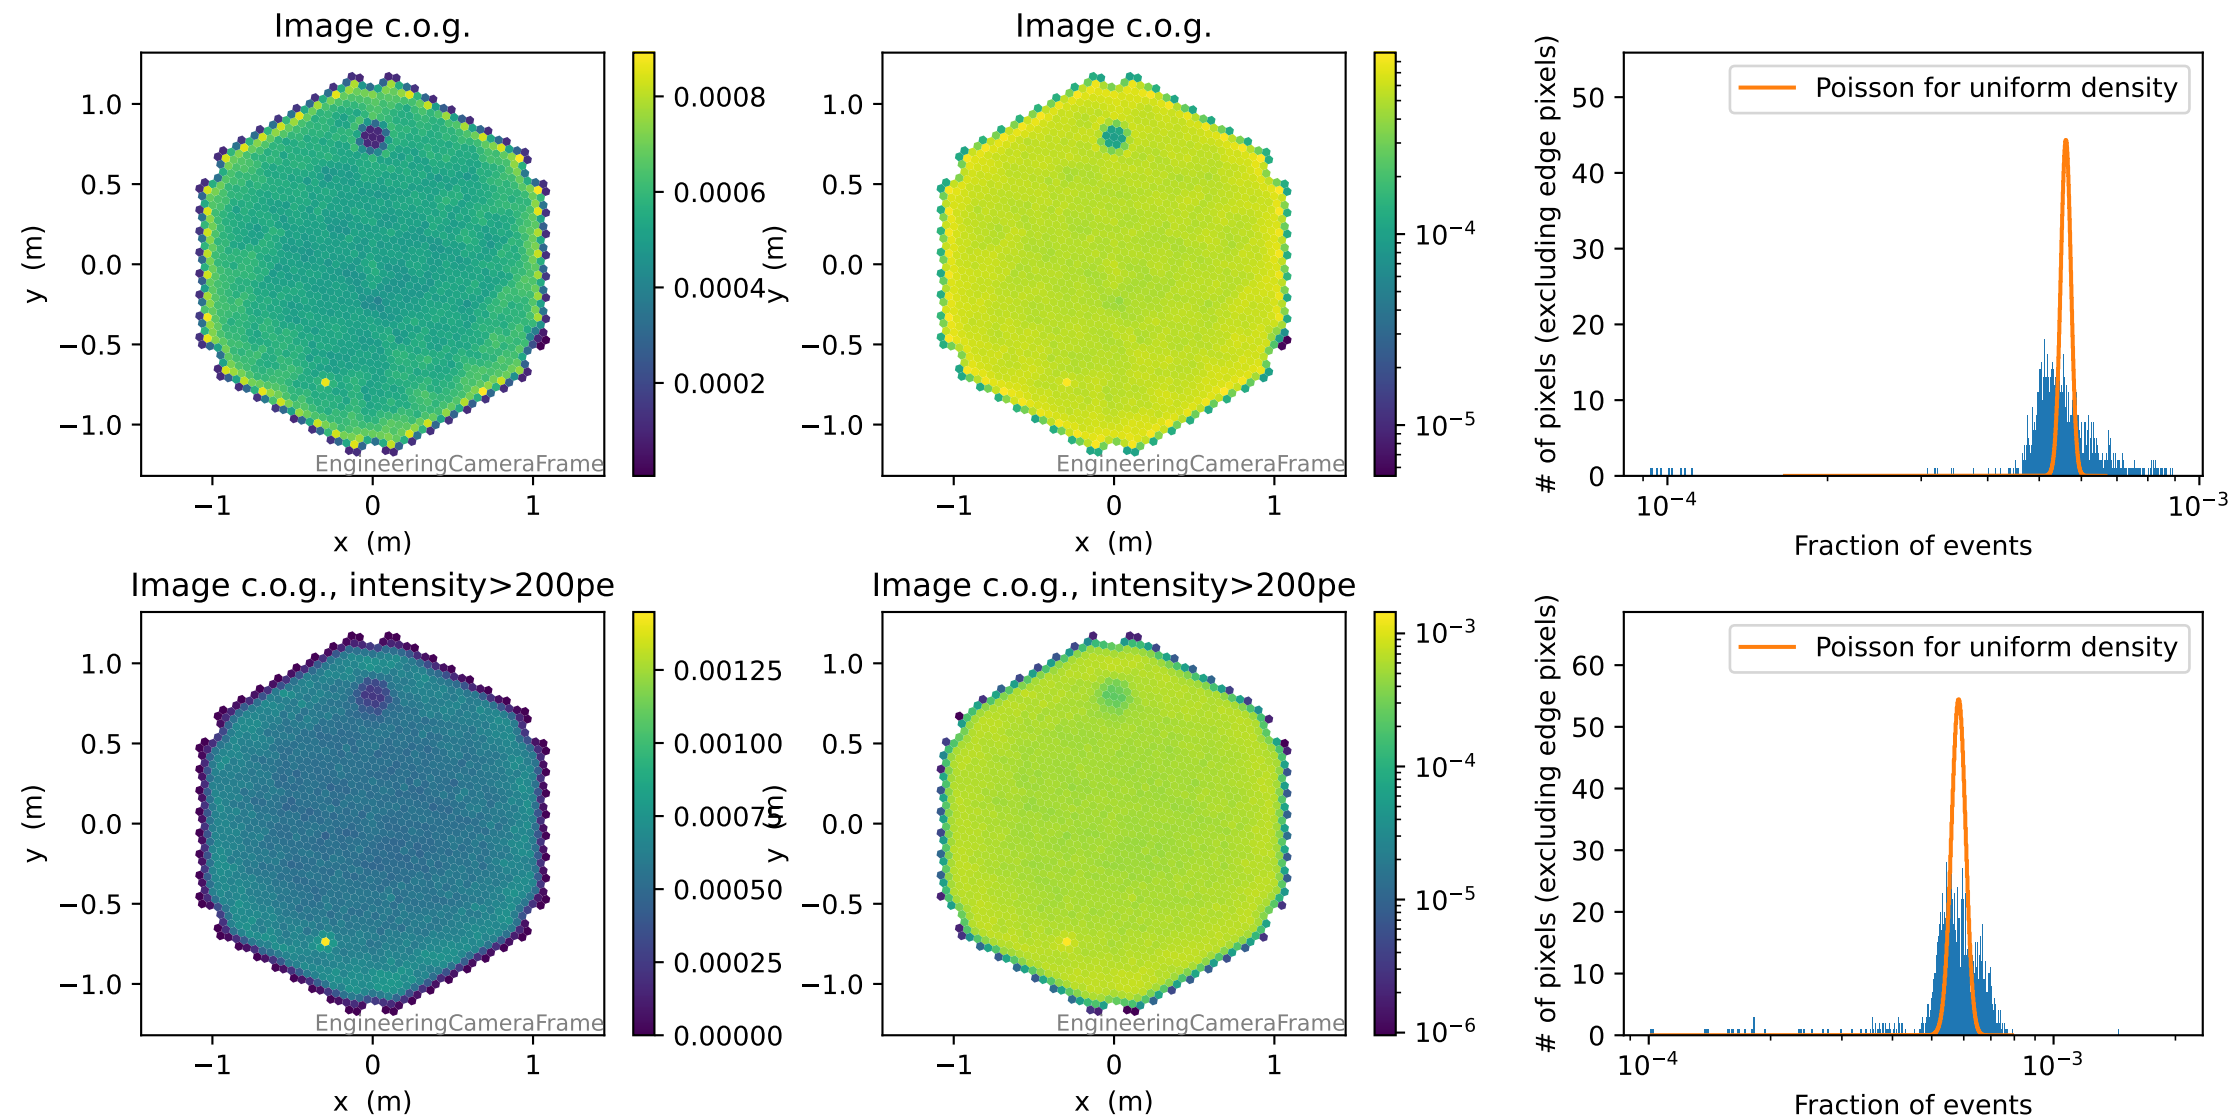 Image c.o.g.
Image c.o.g.
1.0
0.5
0.0
−0.5
−1.0
y (m)
−1
0
1
x (m)
EngineeringCameraFrame
0.0008
0.0006
0.0004
0.0002
1.0
0.5
0.0
−0.5
−1.0
y (m)
−1
0
1
x (m)
EngineeringCameraFrame
10⁻⁴
10⁻⁵
Poisson for uniform density
# of pixels (excluding edge pixels)
50
40
30
20
10
0
10⁻⁴
10⁻³
Fraction of events
Image c.o.g., intensity>200pe
Image c.o.g., intensity>200pe
1.0
0.5
0.0
−0.5
−1.0
y (m)
−1
0
1
x (m)
EngineeringCameraFrame
0.00125
0.00100
0.00075
0.00050
0.00025
0.00000
1.0
0.5
0.0
−0.5
−1.0
y (m)
−1
0
1
x (m)
EngineeringCameraFrame
10⁻³
10⁻⁴
10⁻⁵
10⁻⁶
Poisson for uniform density
# of pixels (excluding edge pixels)
60
50
40
30
20
10
0
10⁻⁴
10⁻³
Fraction of events